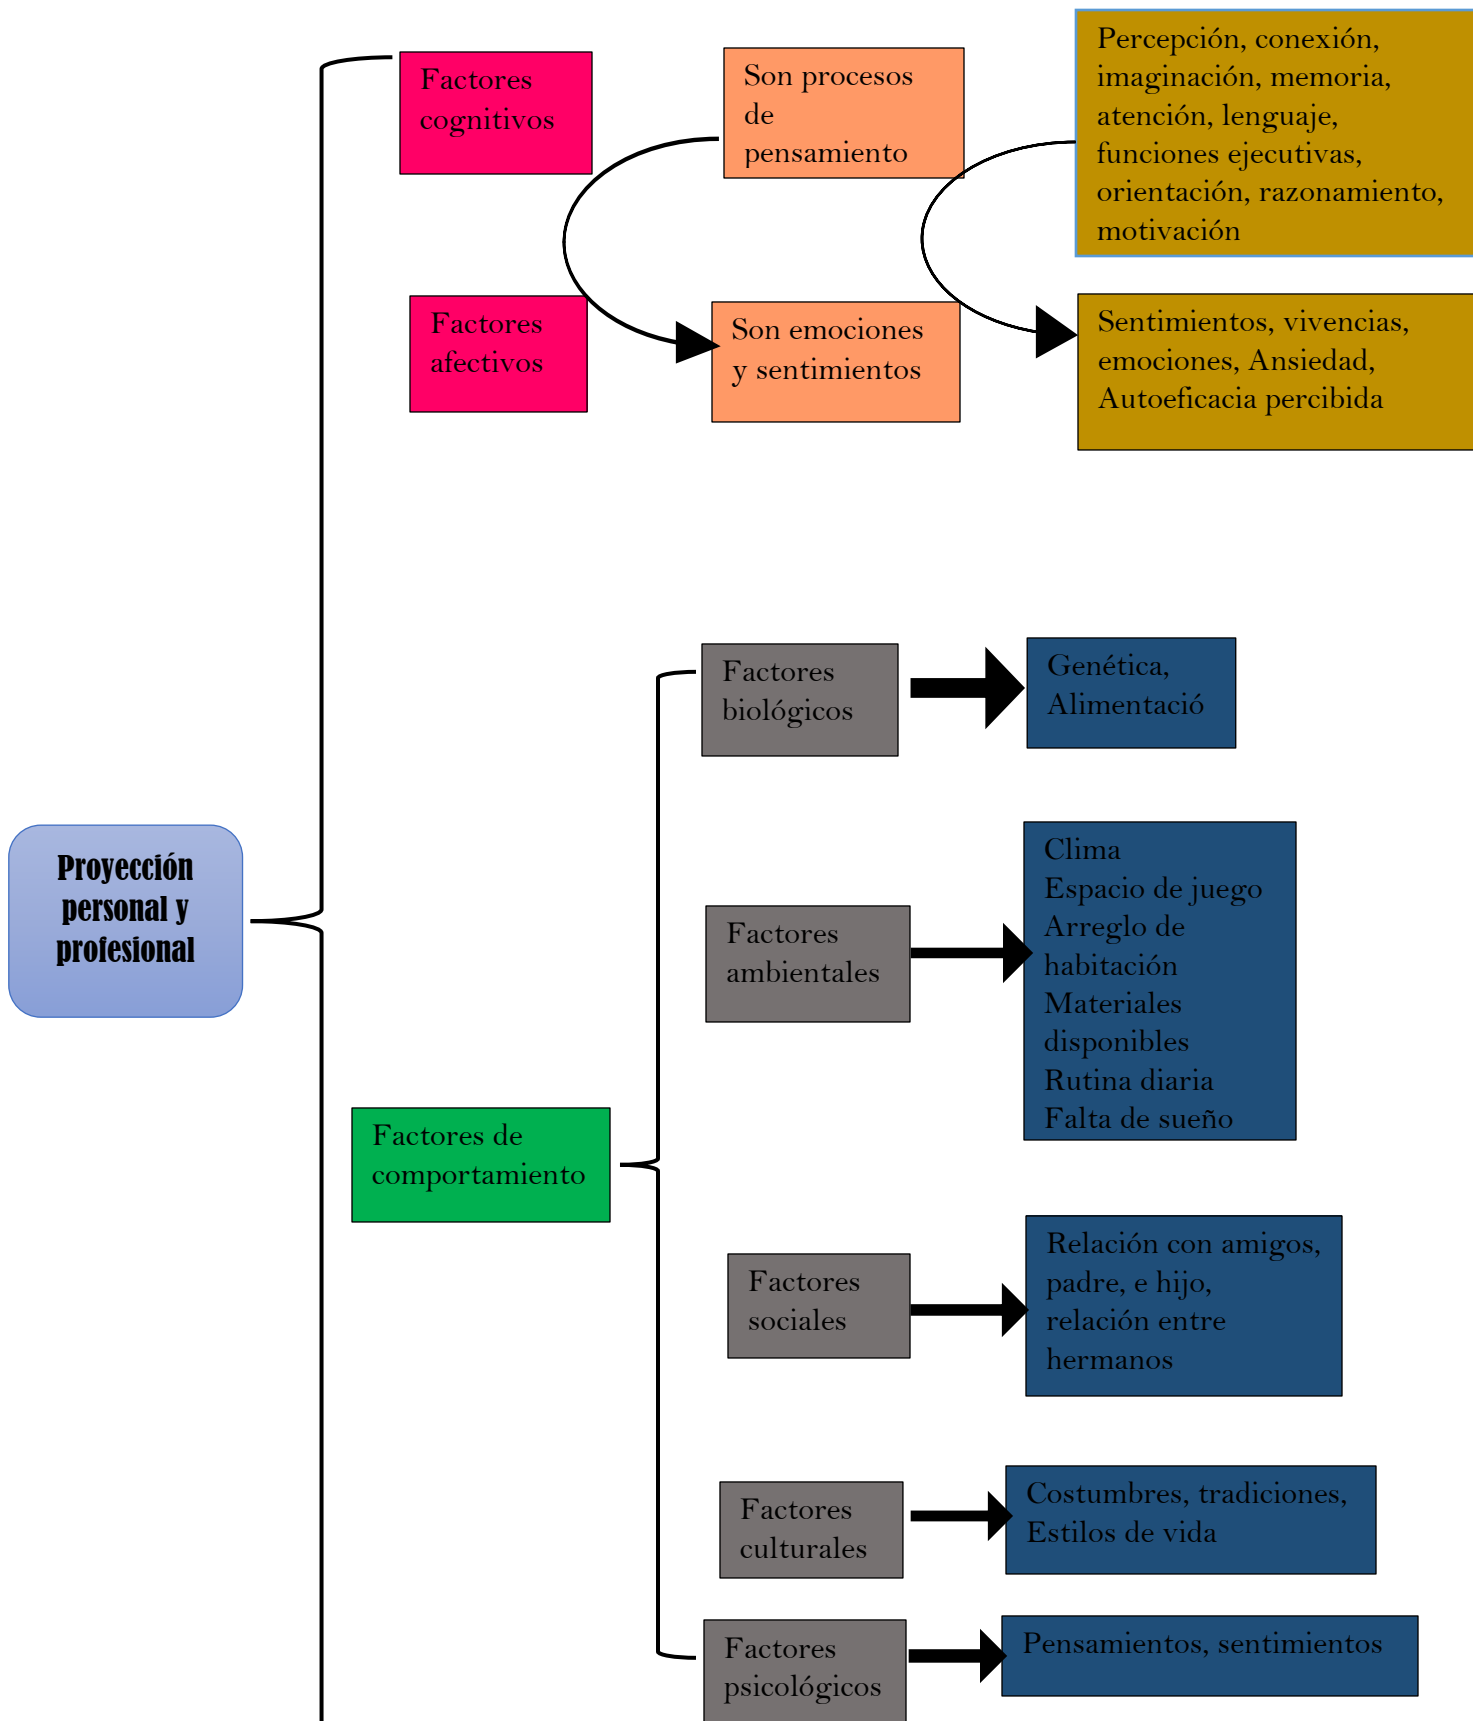 Factores
cognitivos
Son procesos
de
pensamiento
Percepción, conexión,
imaginación, memoria,
atención, lenguaje,
funciones ejecutivas,
orientación, razonamiento,
motivación
Factores
afectivos
Son emociones
y sentimientos
Sentimientos, vivencias,
emociones, Ansiedad,
Autoeficacia percibida
Proyección
personal y
profesional
Factores de
comportamiento
Factores
biológicos
Genética,
Alimentació
Factores
ambientales
Clima
Espacio de juego
Arreglo de
habitación
Materiales
disponibles
Rutina diaria
Falta de sueño
Factores
sociales
Relación con amigos,
padre, e hijo,
relación entre
hermanos
Factores
culturales
Costumbres, tradiciones,
Estilos de vida
Factores
psicológicos
Pensamientos, sentimientos